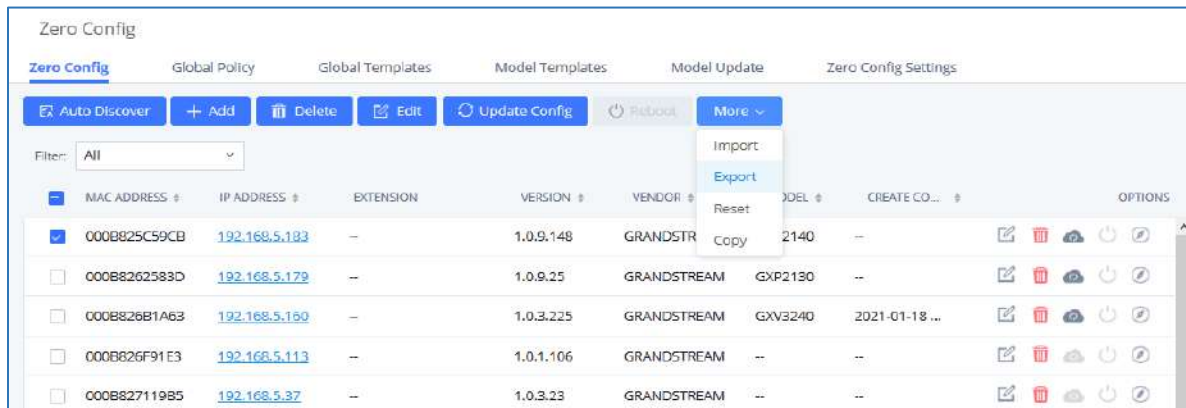 Zero Config
Zero Config Global Policy Global Templates Model Templates Model Update Zero Config Settings
Auto Discover + Add Delete Edit Update Config Reboot More
Import
Filter: All
Export
MAC ADDRESS IP ADDRESS EXTENSION VERSION VENDOR ODEL CREATE CO... OPTIONS
Reset
000B825C59CB 192.168.5.183 -- 1.0.9.148 GRANDSTR 2140 --
Copy
000B8262583D 192.168.5.179 -- 1.0.9.25 GRANDSTREAM GXP2130 --
000B826B1A63 192.168.5.160 -- 1.0.3.225 GRANDSTREAM GXV3240 2021-01-18 ...
000B826F91E3 192.168.5.113 -- 1.0.1.106 GRANDSTREAM -- --
000B827119B5 192.168.5.37 -- 1.0.3.23 GRANDSTREAM -- --